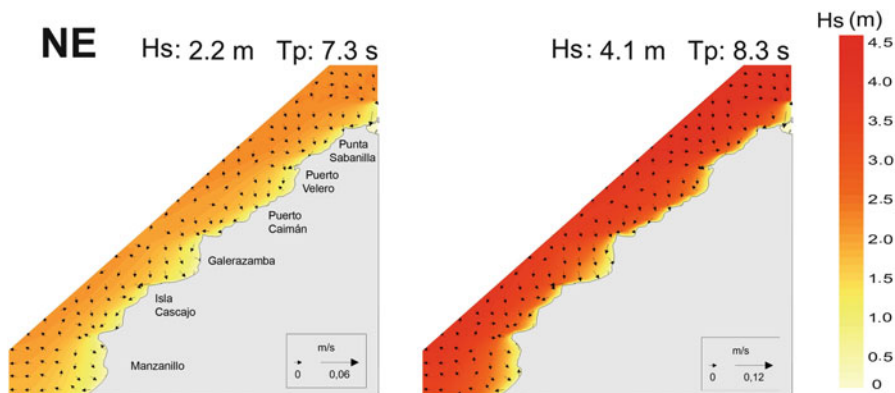 NE
Hs: 2.2 m Tp: 7.3 s
Hs: 4.1 m Tp: 8.3 s
Hs (m)
4.5
4.0
3.5
3.0
2.5
2.0
1.5
1.0
0.5
0
Punta
Sabanilla
Puerto
Velero
Puerto
Caimán
Galerazamba
Isla
Cascajo
Manzanillo
m/s
0 0,06
m/s
0 0,12